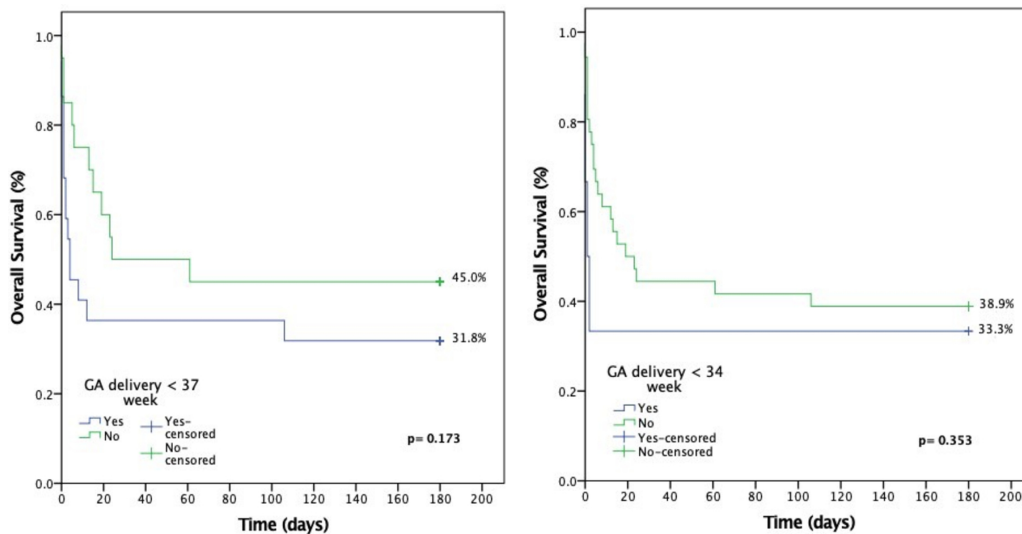 Overall Survival (%)
1.0
0.8
0.6
0.4
0.2
0.0
45.0%
31.8%
GA delivery < 37
week
Yes
No
Yes-
censored
No-
censored
p= 0.173
0 20 40 60 80 100 120 140 160 180 200
Time (days)
Overall Survival (%)
1.0
0.8
0.6
0.4
0.2
0.0
38.9%
33.3%
GA delivery < 34
week
Yes
No
Yes-censored
No-censored
p= 0.353
0 20 40 60 80 100 120 140 160 180 200
Time (days)